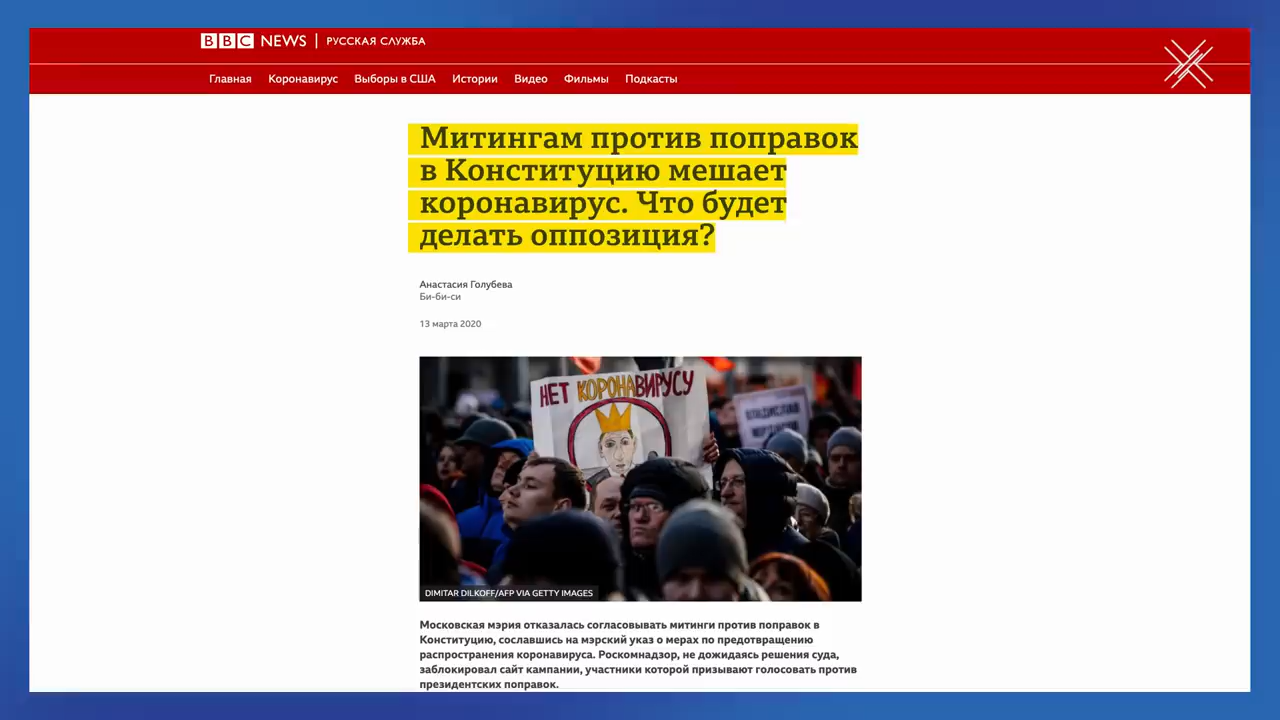 BBC NEWS | РУССКАЯ СЛУЖБА
Главная Коронавирус Выборы в США Истории Видео Фильмы Подкасты
Митингам против поправок
в Конституцию мешает
коронавирус. Что будет
делать оппозиция?
Анастасия Голубева
Би-би-си
13 марта 2020
НЕТ КОРОНАВИРУСУ
ВЛАДИСЛАВ
DIMITAR DILKOFF/AFP VIA GETTY IMAGES
Московская мэрия отказалась согласовывать митинги против поправок в
Конституцию, сославшись на мэрский указ о мерах по предотвращению
распространения коронавируса. Роскомнадзор, не дожидаясь решения суда,
заблокировал сайт кампании, участники которой призывают голосовать против
президентских поправок.